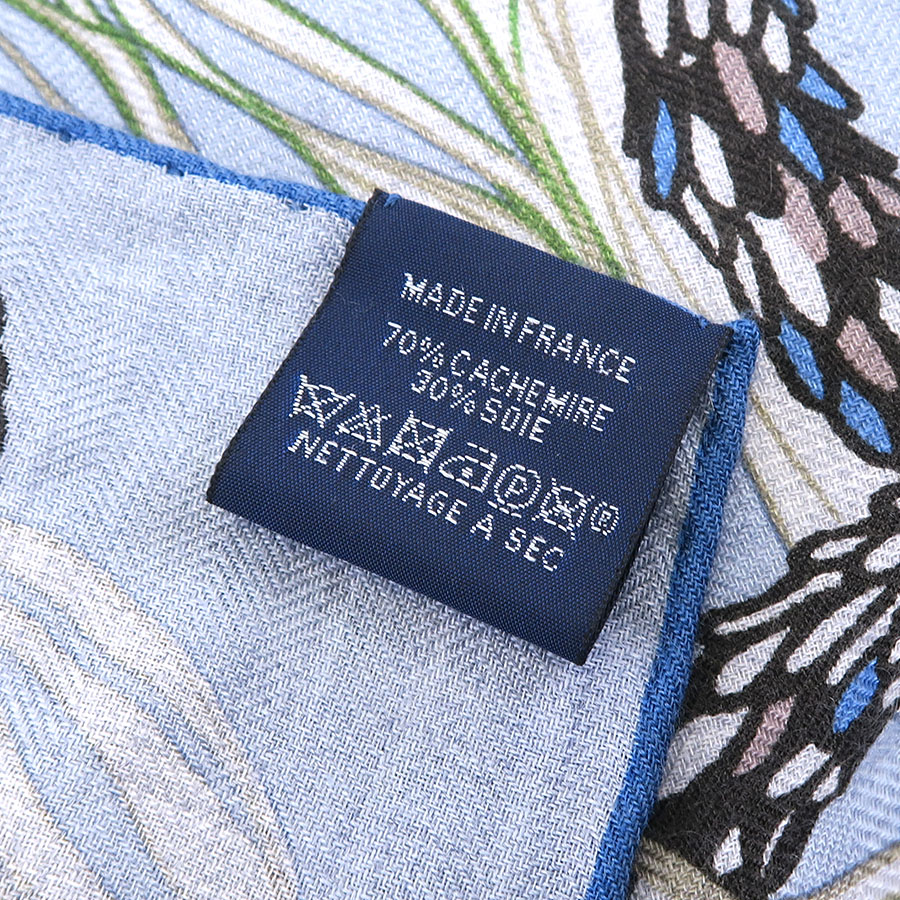 MADE IN FRANCE
70% CACHEMIRE
30% SOIE
P ®
NETTOYAGE A SEC